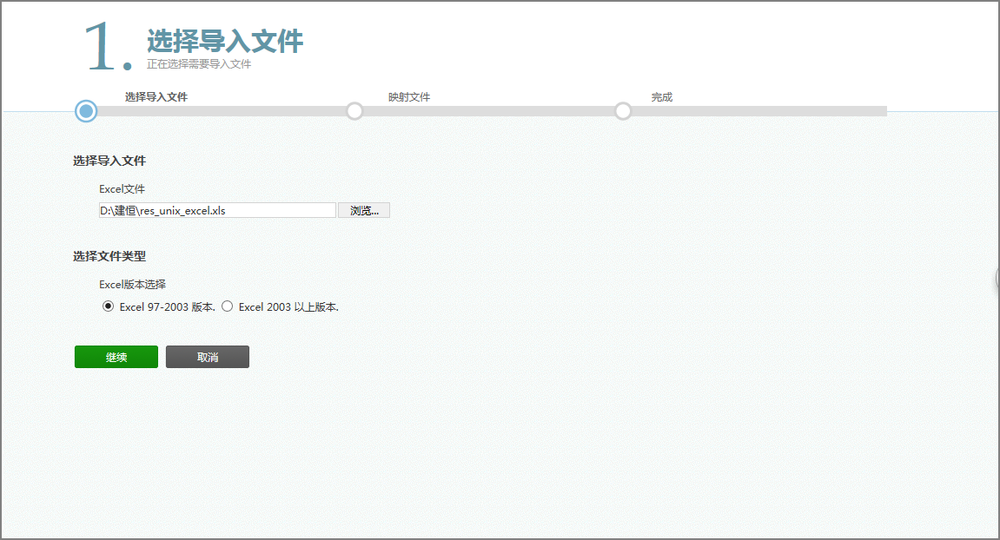 1.
选择导入文件
正在选择需要导入文件
选择导入文件 映射文件 完成
选择导入文件
Excel文件
D:\建恒\res_unix_excel.xls 浏览...
选择文件类型
Excel版本选择
Excel 97-2003 版本. Excel 2003 以上版本.
继续 取消